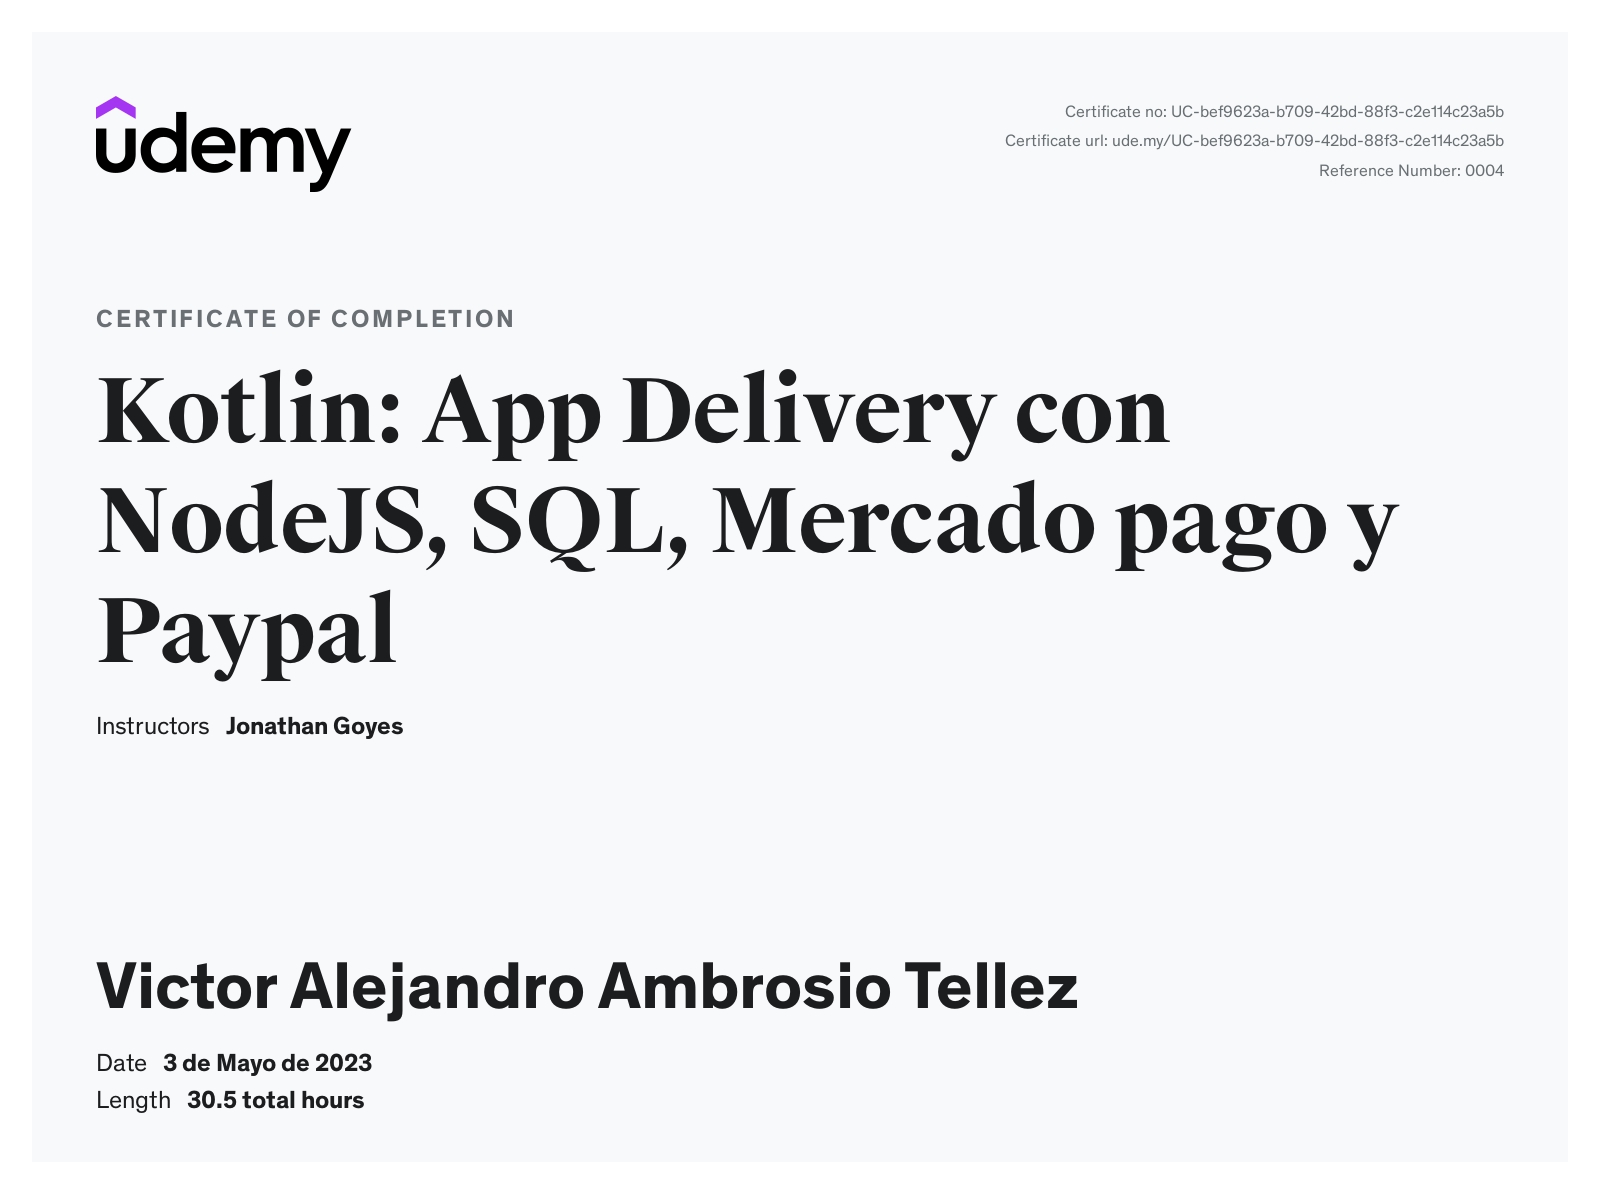 udemy
Certificate no: UC-bef9623a-b709-42bd-88f3-c2e114c23a5b
Certificate url: ude.my/UC-bef9623a-b709-42bd-88f3-c2e114c23a5b
Reference Number: 0004
CERTIFICATE OF COMPLETION
Kotlin: App Delivery con
NodeJS, SQL, Mercado pago y
Paypal
Instructors Jonathan Goyes
Victor Alejandro Ambrosio Tellez
Date 3 de Mayo de 2023
Length 30.5 total hours